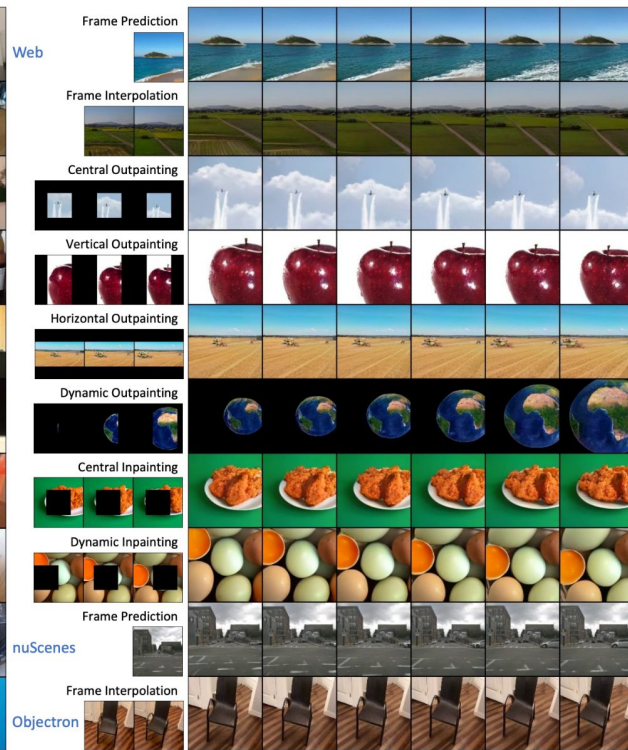 Frame Prediction
Web
Frame Interpolation
Central Outpainting
Vertical Outpainting
Horizontal Outpainting
Dynamic Outpainting
Central Inpainting
Dynamic Inpainting
Frame Prediction
nuScenes
Frame Interpolation
Objectron